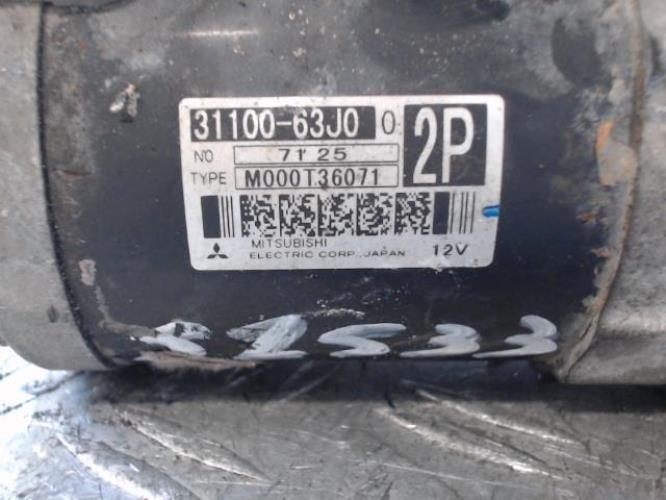 31100-63J0 0 2P
NO 71'25
TYPE M000T36071
MITSUBISHI
ELECTRIC CORP. JAPAN 12V